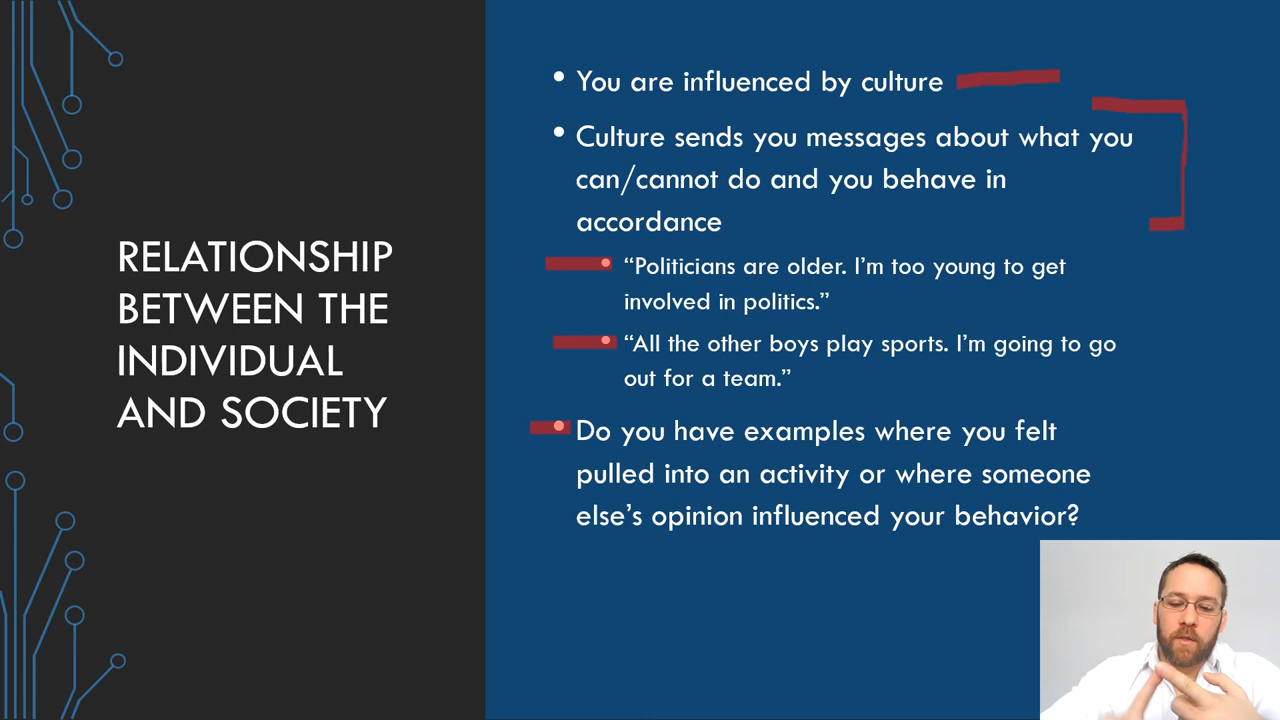 RELATIONSHIP
BETWEEN THE
INDIVIDUAL
AND SOCIETY
• You are influenced by culture
• Culture sends you messages about what you
can/cannot do and you behave in
accordance
• “Politicians are older. I’m too young to get
involved in politics.”
• “All the other boys play sports. I’m going to go
out for a team.”
• Do you have examples where you felt
pulled into an activity or where someone
else’s opinion influenced your behavior?